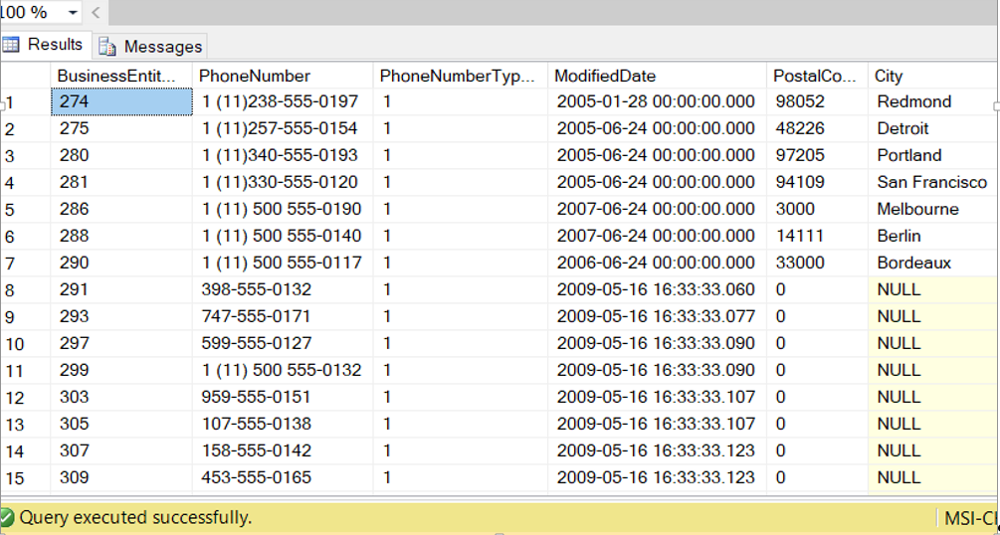 100 %
Results Messages
BusinessEntit... PhoneNumber PhoneNumberTyp... ModifiedDate PostalCo... City
1 274 1 (11)238-555-0197 1 2005-01-28 00:00:00.000 98052 Redmond
2 275 1 (11)257-555-0154 1 2005-06-24 00:00:00.000 48226 Detroit
3 280 1 (11)340-555-0193 1 2005-06-24 00:00:00.000 97205 Portland
4 281 1 (11)330-555-0120 1 2005-06-24 00:00:00.000 94109 San Francisco
5 286 1 (11) 500 555-0190 1 2007-06-24 00:00:00.000 3000 Melbourne
6 288 1 (11) 500 555-0140 1 2007-06-24 00:00:00.000 14111 Berlin
7 290 1 (11) 500 555-0117 1 2006-06-24 00:00:00.000 33000 Bordeaux
8 291 398-555-0132 1 2009-05-16 16:33:33.060 0 NULL
9 293 747-555-0171 1 2009-05-16 16:33:33.077 0 NULL
10 297 599-555-0127 1 2009-05-16 16:33:33.090 0 NULL
11 299 1 (11) 500 555-0132 1 2009-05-16 16:33:33.090 0 NULL
12 303 959-555-0151 1 2009-05-16 16:33:33.107 0 NULL
13 305 107-555-0138 1 2009-05-16 16:33:33.107 0 NULL
14 307 158-555-0142 1 2009-05-16 16:33:33.123 0 NULL
15 309 453-555-0165 1 2009-05-16 16:33:33.123 0 NULL
Query executed successfully. MSI-C